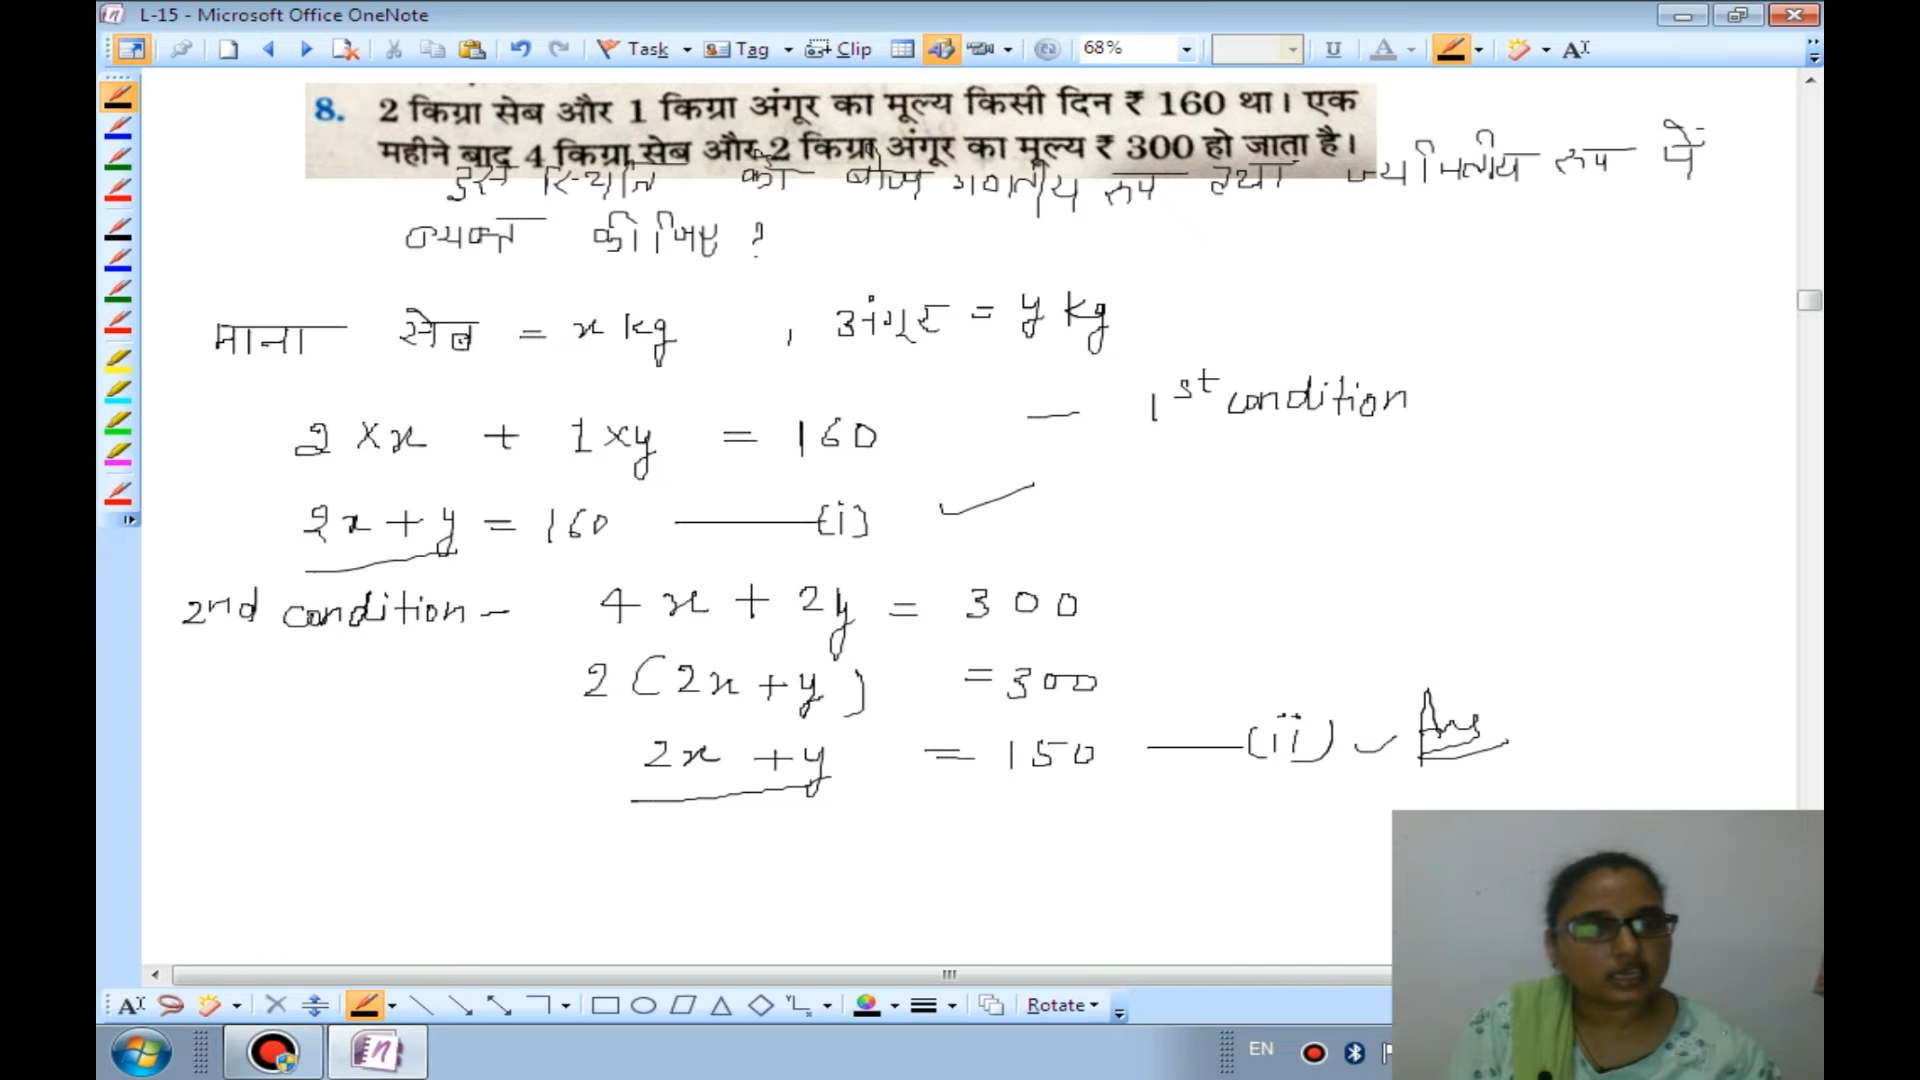 L-15 - Microsoft Office OneNote
Task Tag Clip 68% U A
8. 2 किग्रा सेब और 1 किग्रा अंगूर का मूल्य किसी दिन ₹ 160 था। एक
महीने बाद 4 किग्रा सेब और 2 किग्रा अंगूर का मूल्य ₹ 300 हो जाता है।
इस स्थिति को बीज गणितीय रूप तथा ज्यामितीय रूप में
व्यक्त कीजिए ?
माना सेब = x kg , अंगूर = y kg
2 × x + 1 × y = 160 — 1st condition
2x + y = 160 —— (i) ✓
2nd condition - 4x + 2y = 300
2 (2x + y) = 300
2x + y = 150 —— (ii) ✓ Ans
Rotate
EN